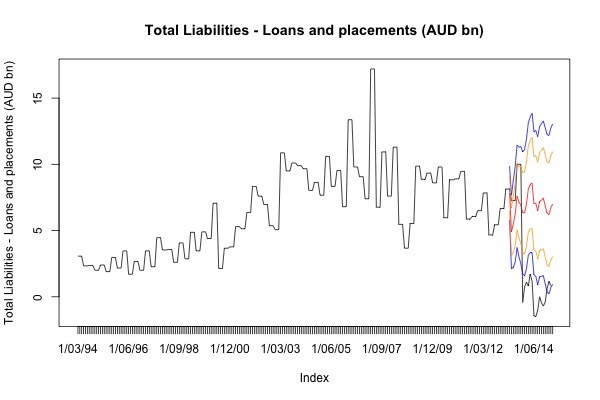 Total Liabilities - Loans and placements (AUD bn)
Total Liabilities - Loans and placements (AUD bn)
15
10
5
0
1/03/94 1/06/96 1/09/98 1/12/00 1/03/03 1/06/05 1/09/07 1/12/09 1/03/12 1/06/14
Index